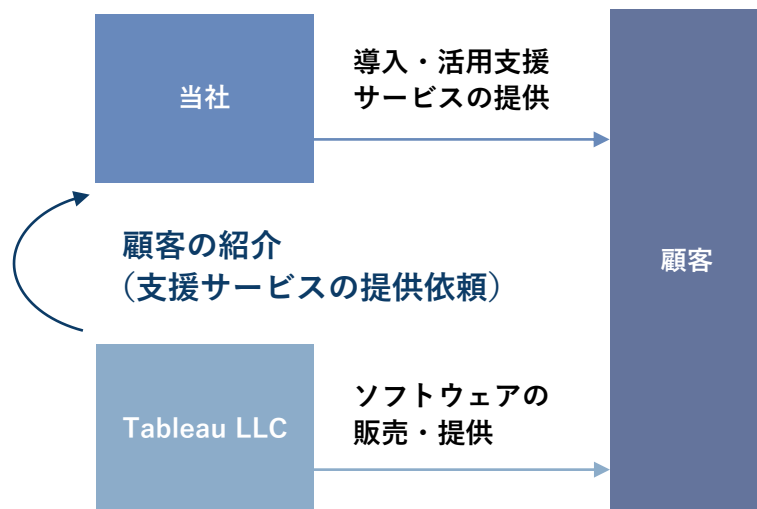 当社
導入・活用支援
サービスの提供
顧客の紹介
（支援サービスの提供依頼）
顧客
Tableau LLC
ソフトウェアの
販売・提供